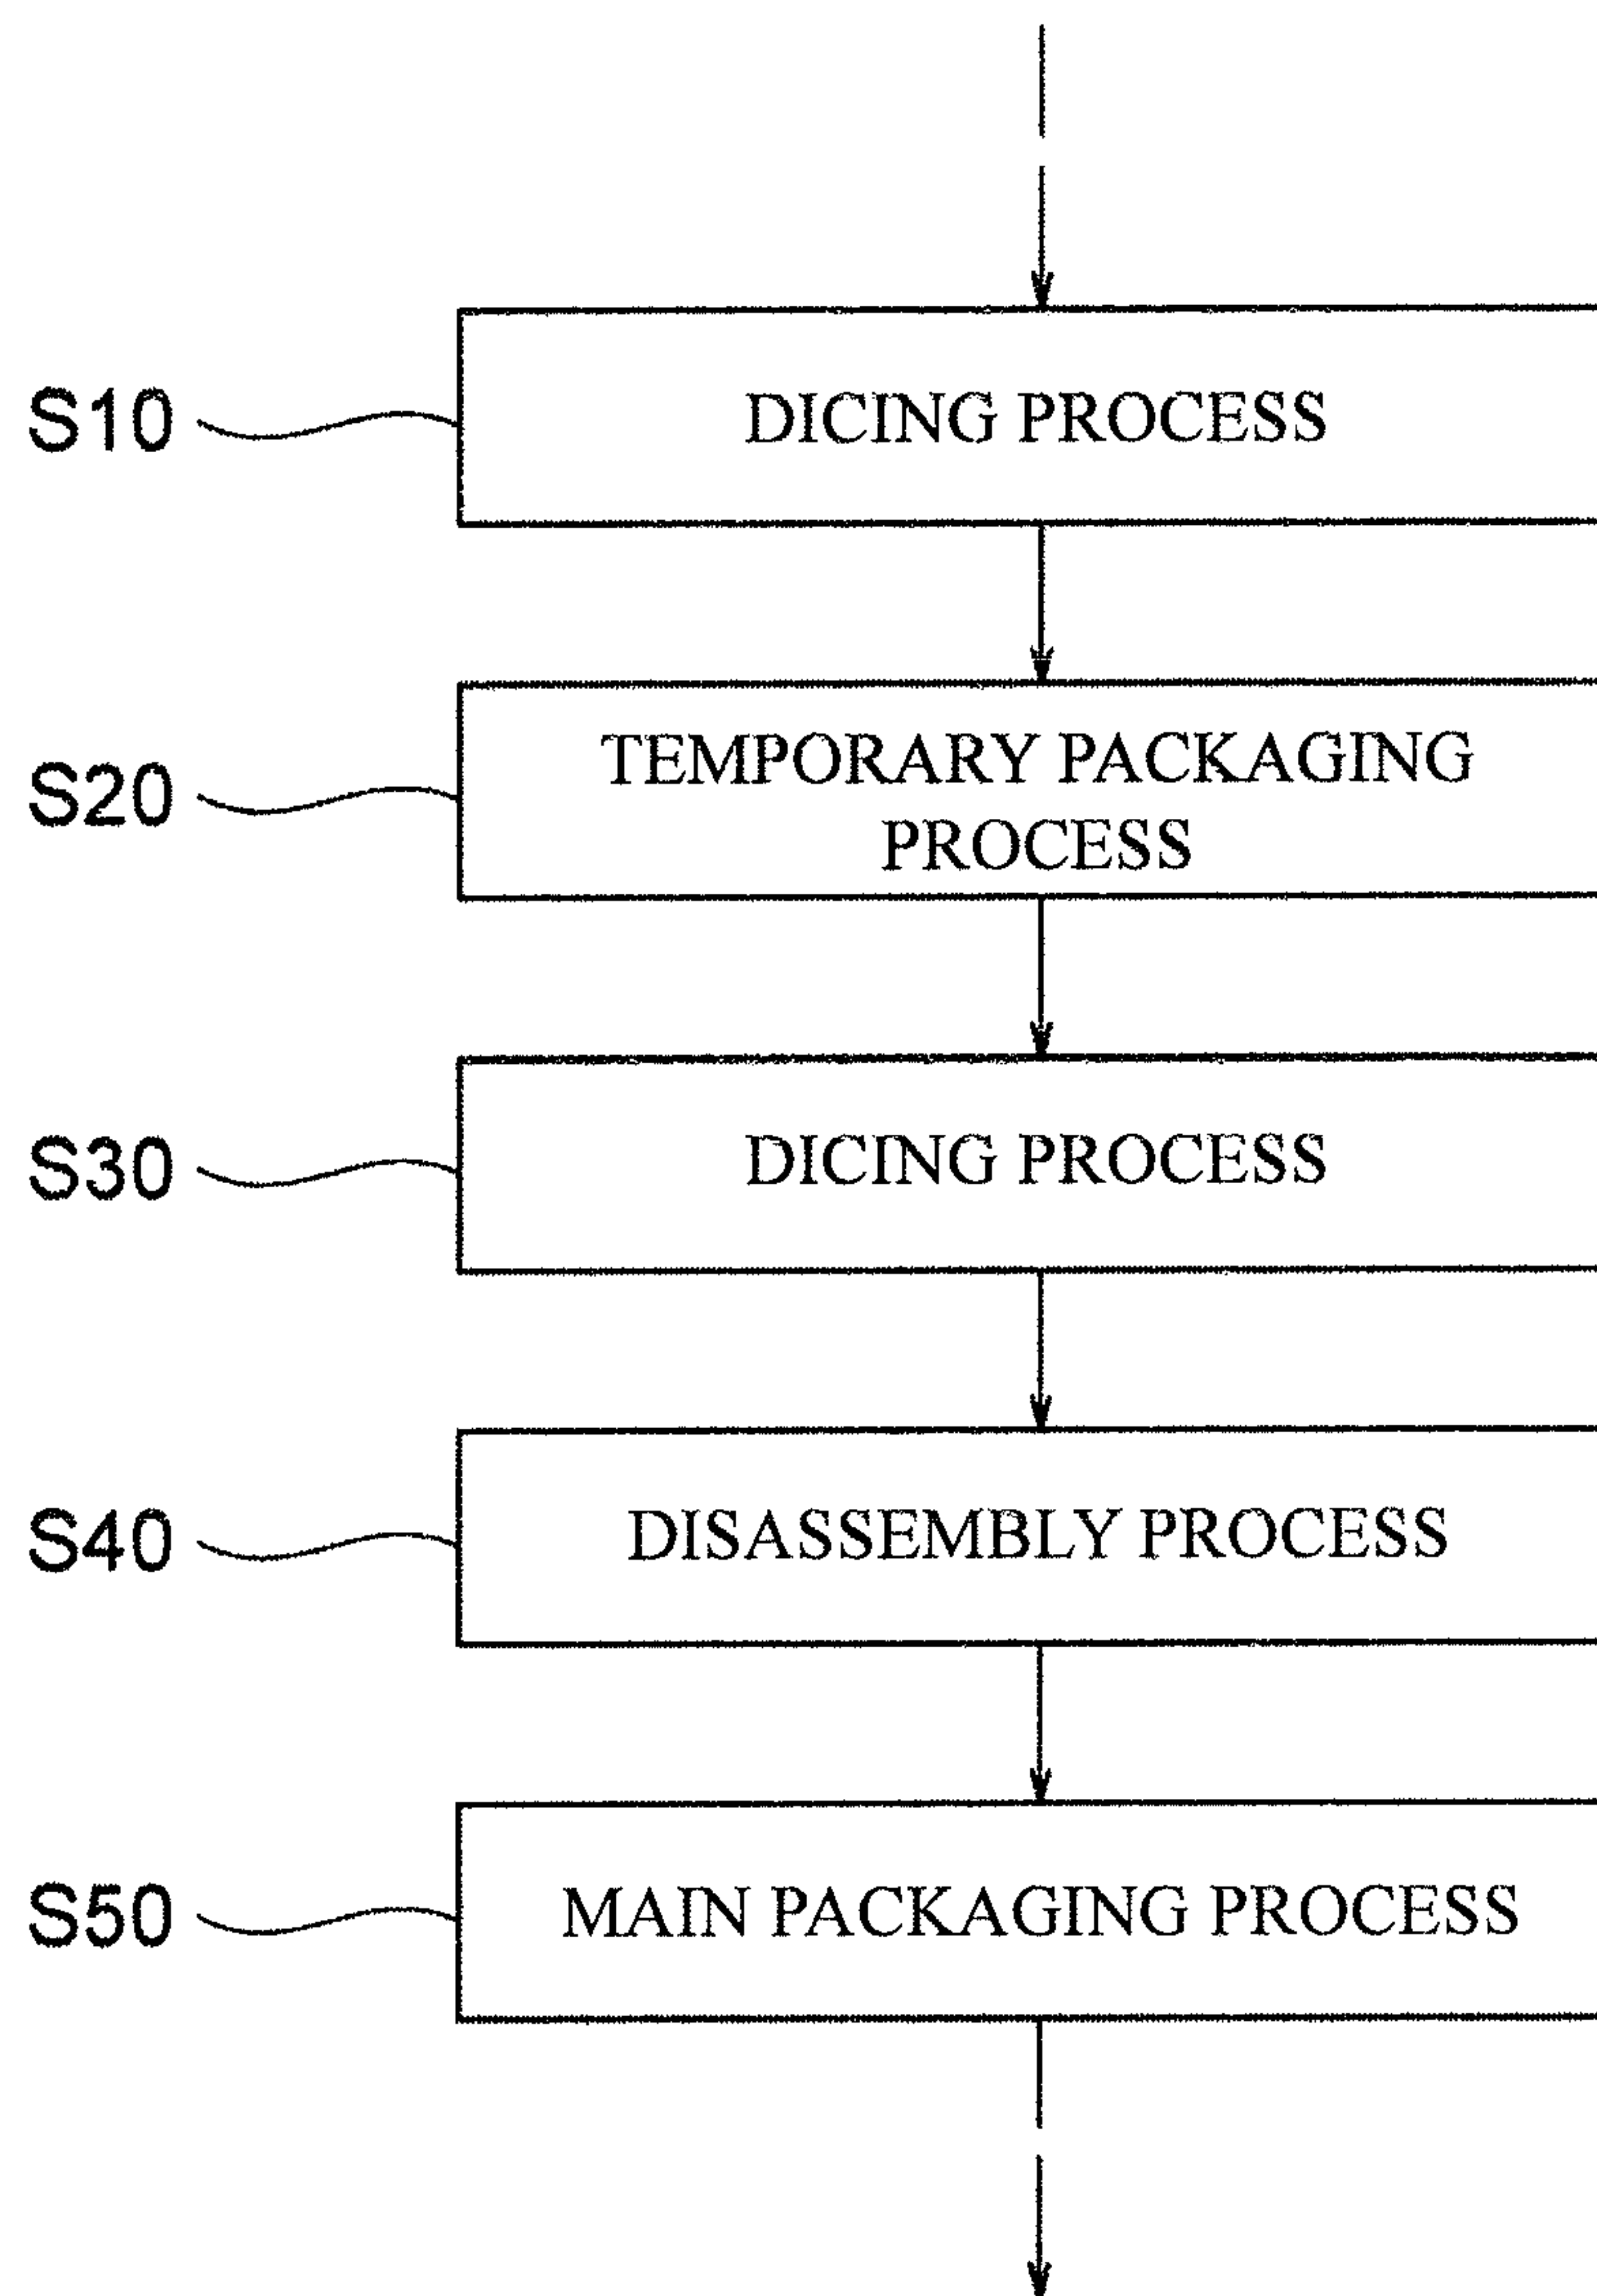 S10
DICING PROCESS
S20
TEMPORARY PACKAGING
PROCESS
S30
DICING PROCESS
S40
DISASSEMBLY PROCESS
S50
MAIN PACKAGING PROCESS